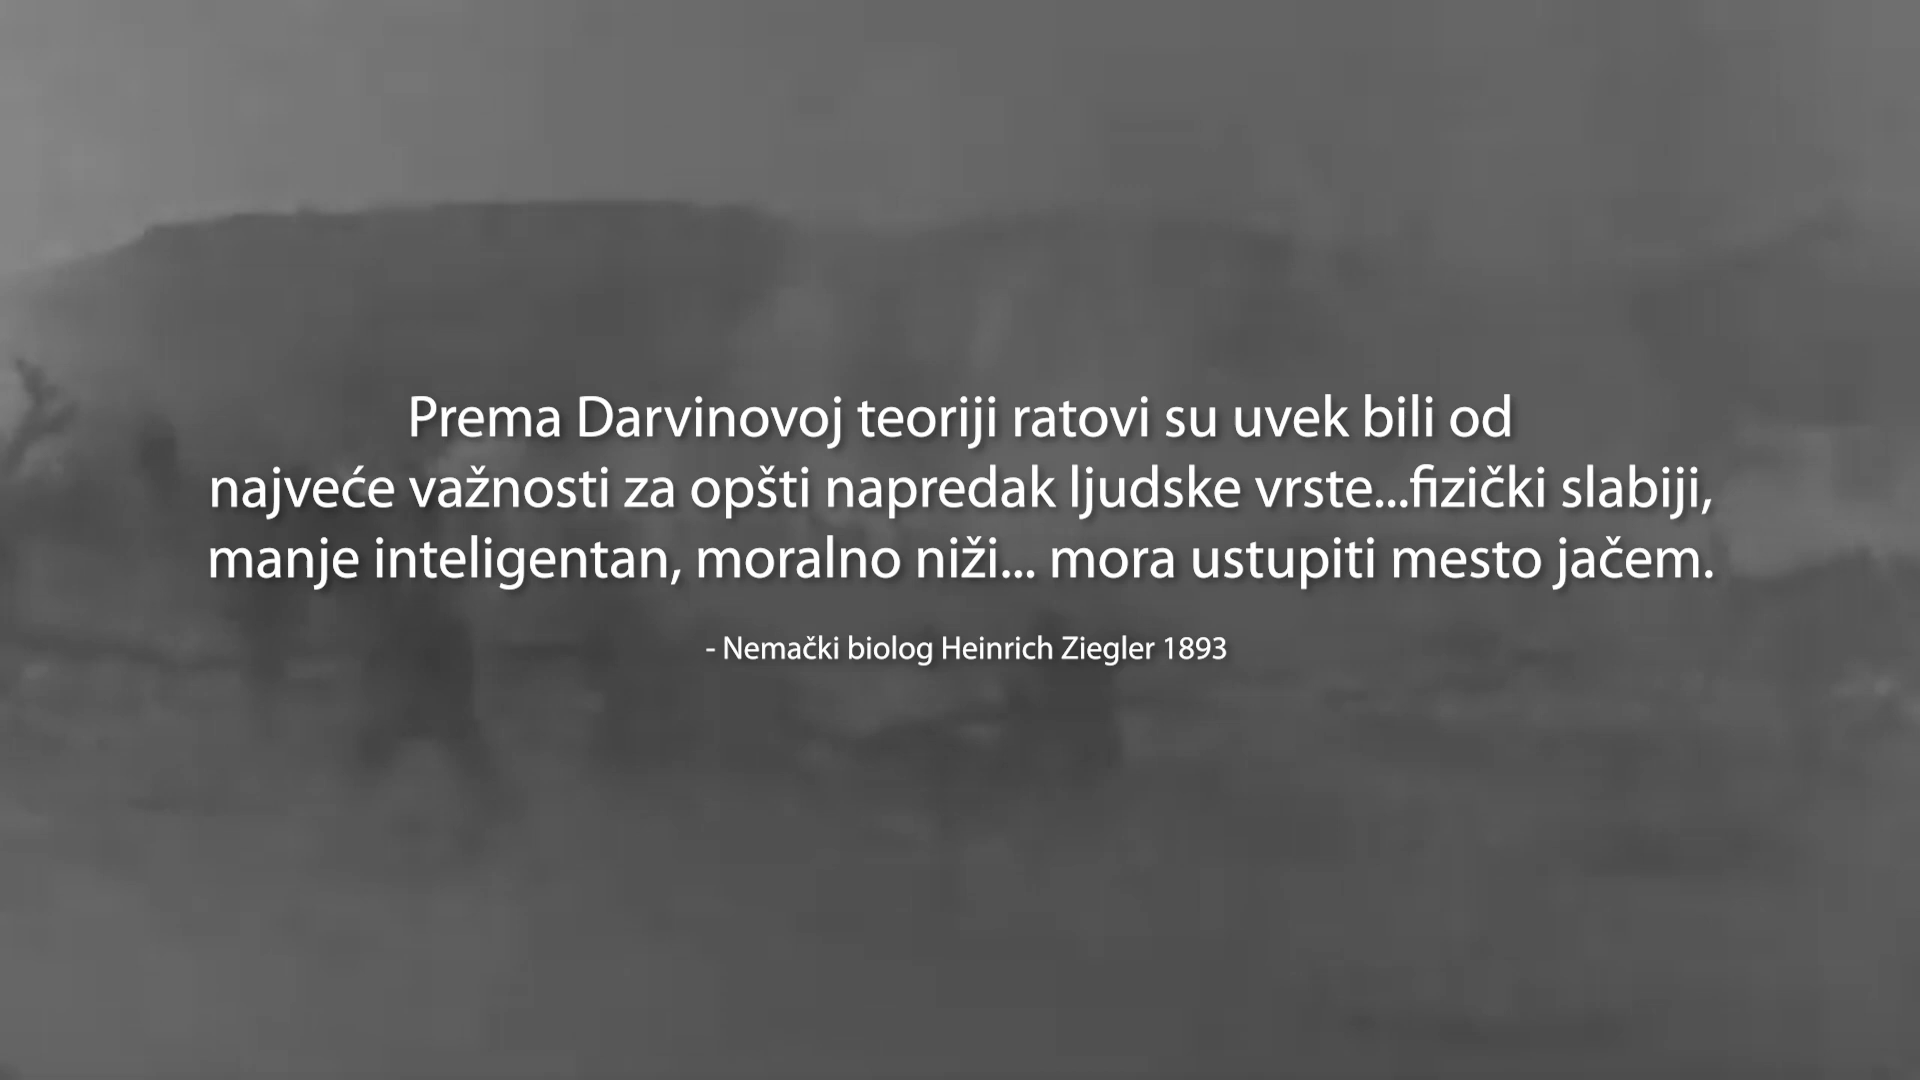 Prema Darvinovoj teoriji ratovi su uvek bili od
najveće važnosti za opšti napredak ljudske vrste...fizički slabiji,
manje inteligentan, moralno niži... mora ustupiti mesto jačem.
- Nemački biolog Heinrich Ziegler 1893